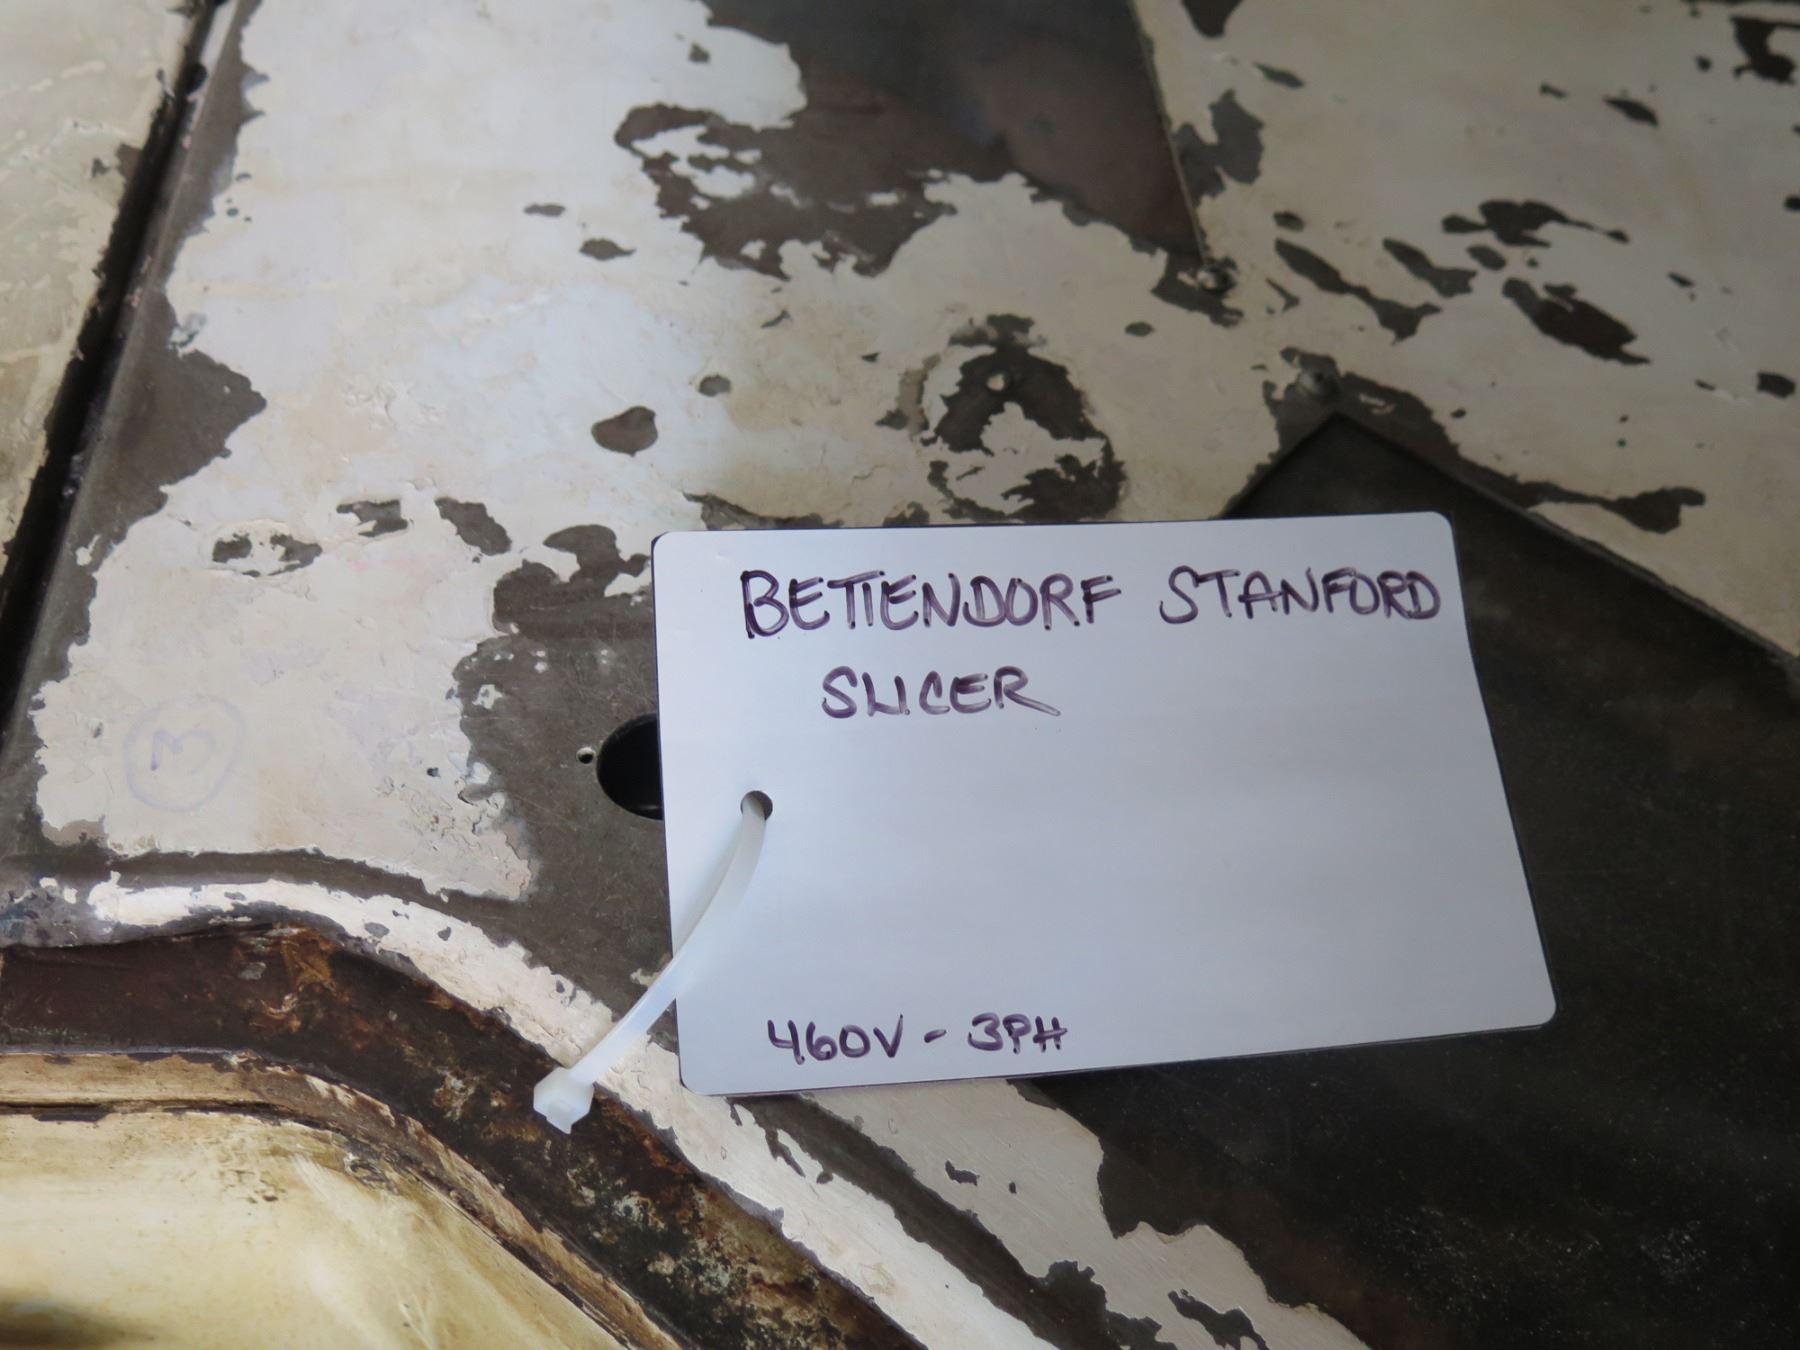 BETTENDORF STANFORD
SLICER
460V - 3PH